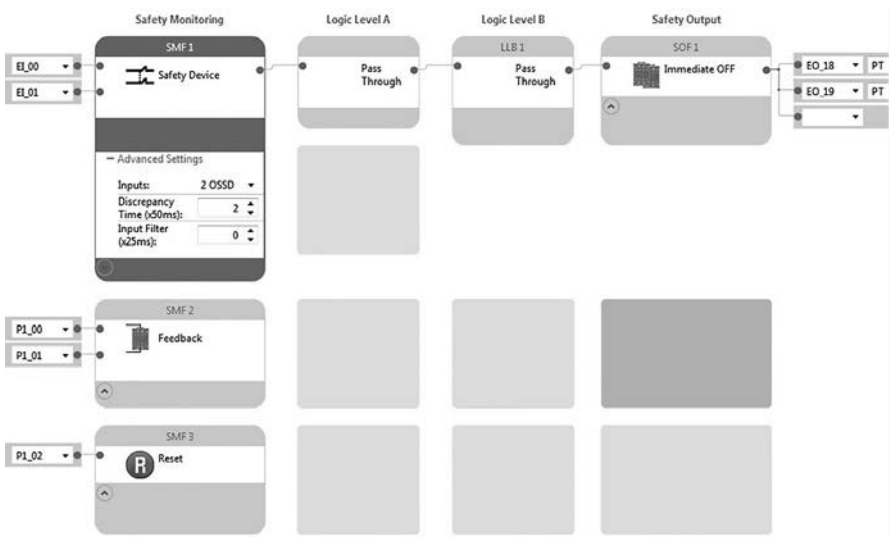 Safety Monitoring
Logic Level A
Logic Level B
Safety Output
SMF 1
LLB 1
SOF 1
EI_00
EI_01
Safety Device
Pass
Through
Pass
Through
Immediate OFF
EO_18
PT
EO_19
PT
Advanced Settings
Inputs: 2 OSSD
Discrepancy
Time (x50ms): 2
Input Filter
(x25ms): 0
SMF 2
P1_00
P1_01
Feedback
SMF 3
P1_02
R
Reset